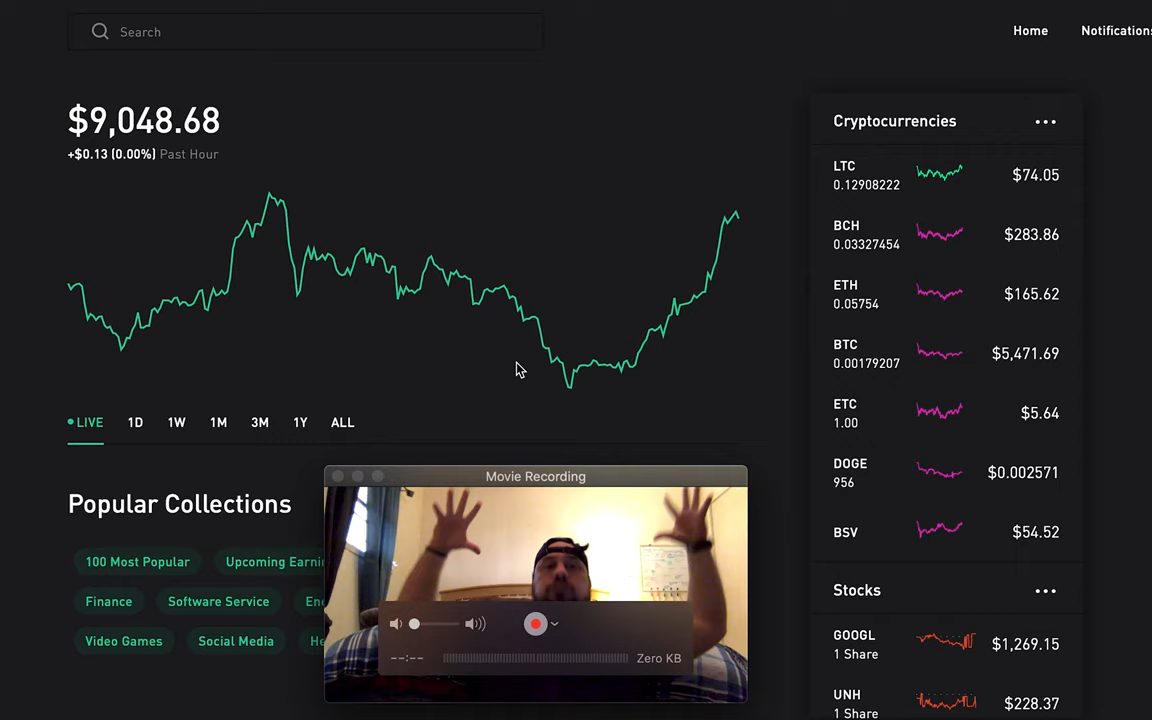 Search
Home
Notification
$9,048.68
+$0.13 (0.00%) Past Hour
LIVE 1D 1W 1M 3M 1Y ALL
Popular Collections
100 Most Popular
Upcoming Earni
Finance
Software Service
En
Video Games
Social Media
He
Movie Recording
--:--
Zero KB
Cryptocurrencies
LTC
0.12908222
$74.05
BCH
0.03327454
$283.86
ETH
0.05754
$165.62
BTC
0.00179207
$5,471.69
ETC
1.00
$5.64
DOGE
956
$0.002571
BSV
$54.52
Stocks
GOOGL
1 Share
$1,269.15
UNH
1 Share
$228.37